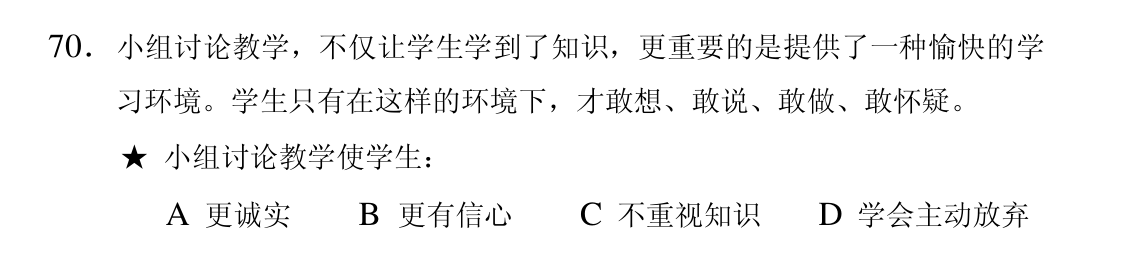 70．小组讨论教学，不仅让学生学到了知识，更重要的是提供了一种愉快的学
习环境。学生只有在这样的环境下，才敢想、敢说、敢做、敢怀疑。
★ 小组讨论教学使学生：
A 更诚实 B 更有信心 C 不重视知识 D 学会主动放弃